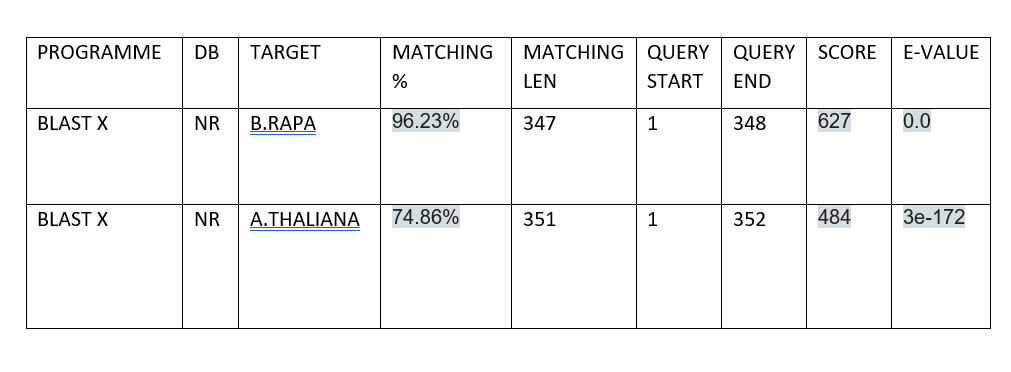 PROGRAMME DB TARGET MATCHING % MATCHING LEN QUERY START QUERY END SCORE E-VALUE
BLAST X NR B.RAPA 96.23% 347 1 348 627 0.0
BLAST X NR A.THALIANA 74.86% 351 1 352 484 3e-172